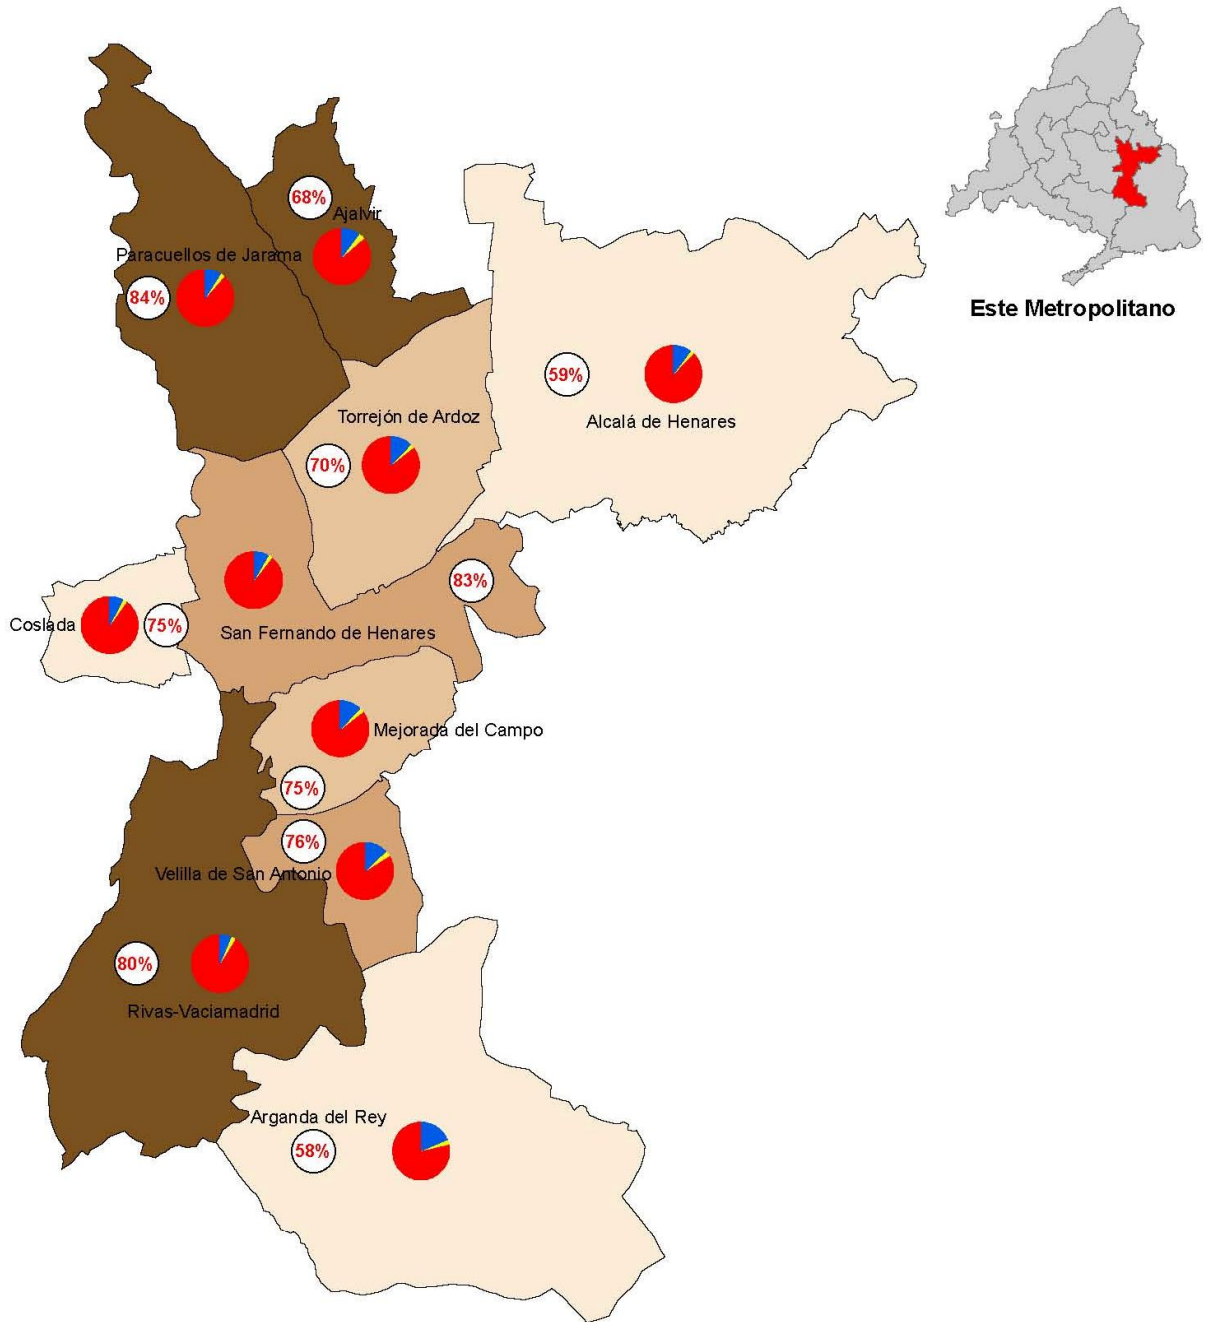 68%
Ajalvir
Paracuellos de Jarama
84%
Este Metropolitano
59%
Alcalá de Henares
Torrejón de Ardoz
70%
83%
Coslada
75%
San Fernando de Henares
Mejorada del Campo
75%
76%
Velilla de San Antonio
80%
Rivas-Vaciamadrid
Arganda del Rey
58%